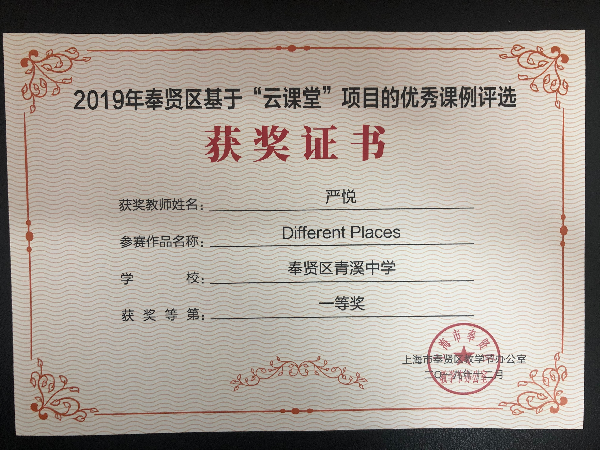 2019年奉贤区基于“云课堂”项目的优秀课例评选
获奖证书
获奖教师姓名: 严悦
参赛作品名称: Different Places
学 校: 奉贤区青溪中学
获 奖 等 第: 一等奖
上海市奉贤区教学节办公室